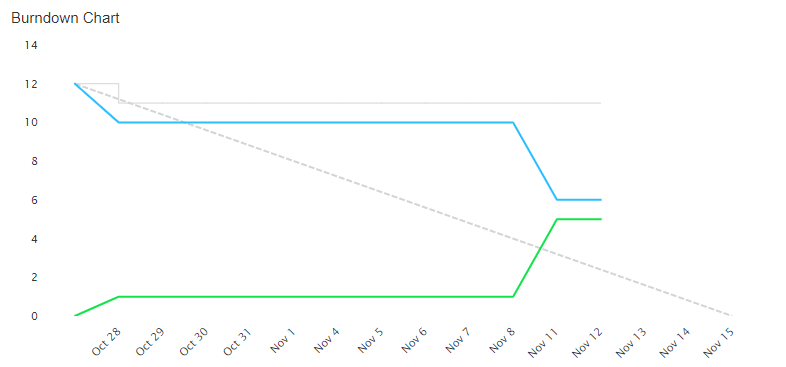 Burndown Chart
14
12
10
8
6
4
2
0
Oct 28
Oct 29
Oct 30
Oct 31
Nov 1
Nov 4
Nov 5
Nov 6
Nov 7
Nov 8
Nov 11
Nov 12
Nov 13
Nov 14
Nov 15